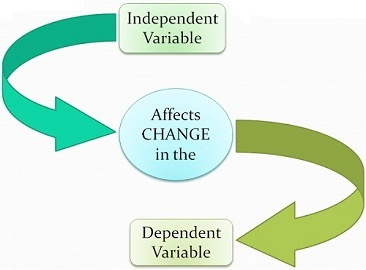 Independent
Variable
Affects
CHANGE
in the
Dependent
Variable